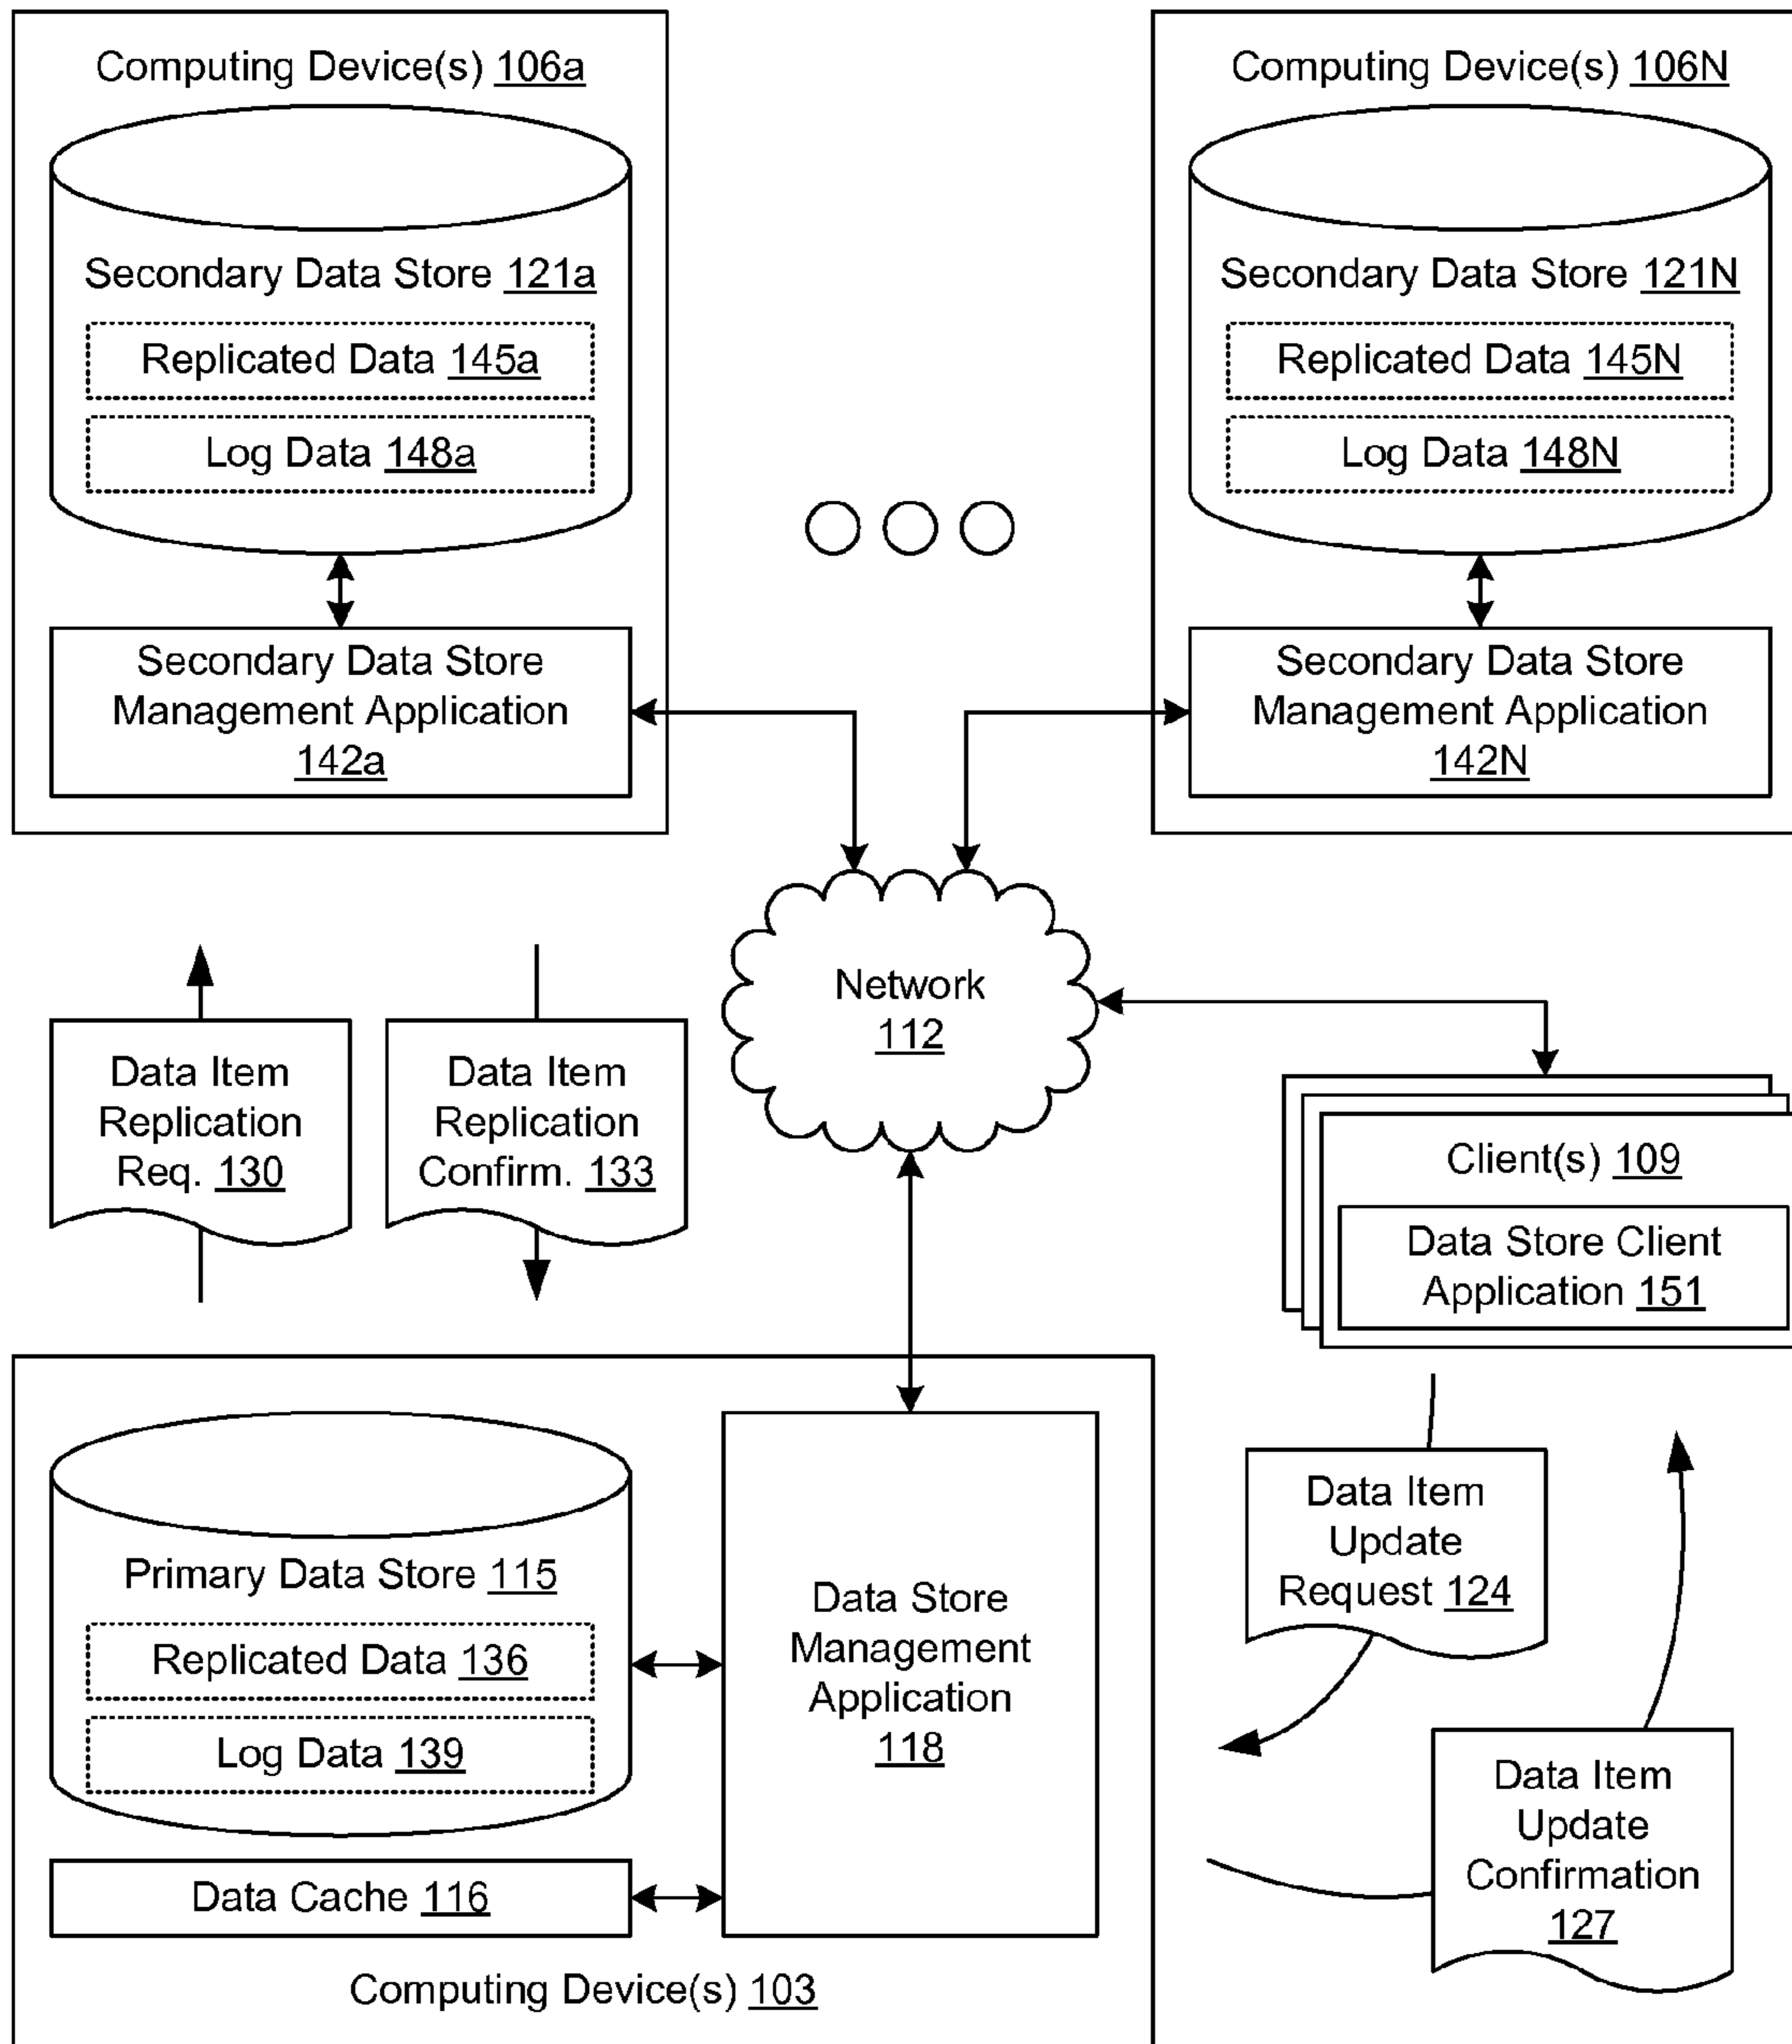 Computing Device(s) 106a
Secondary Data Store 121a
Replicated Data 145a
Log Data 148a
Secondary Data Store
Management Application
142a
Computing Device(s) 106N
Secondary Data Store 121N
Replicated Data 145N
Log Data 148N
Secondary Data Store
Management Application
142N
Network
112
Data Item
Replication
Req. 130
Data Item
Replication
Confirm. 133
Client(s) 109
Data Store Client
Application 151
Primary Data Store 115
Replicated Data 136
Log Data 139
Data Cache 116
Data Store
Management
Application
118
Computing Device(s) 103
Data Item
Update
Request 124
Data Item
Update
Confirmation
127